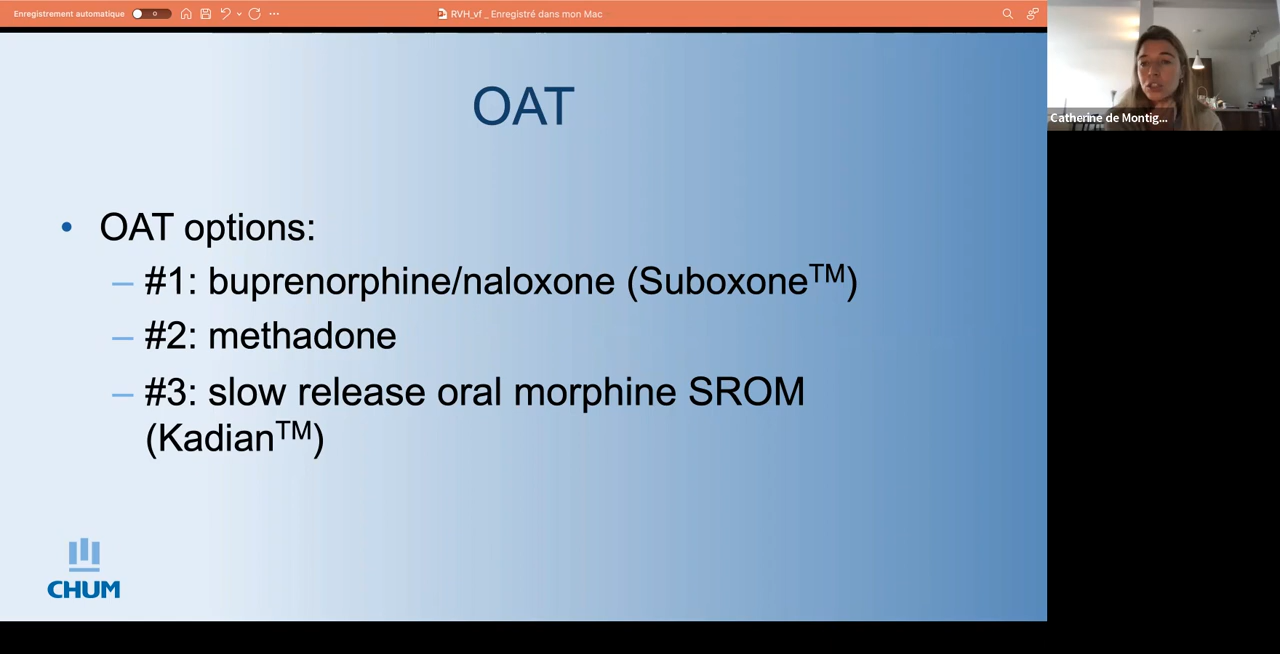 Enregistrement automatique
RVH_vf _ Enregistré dans mon Mac
Catherine de Montig...
OAT
• OAT options:
– #1: buprenorphine/naloxone (Suboxone™)
– #2: methadone
– #3: slow release oral morphine SROM
(Kadian™)
CHUM